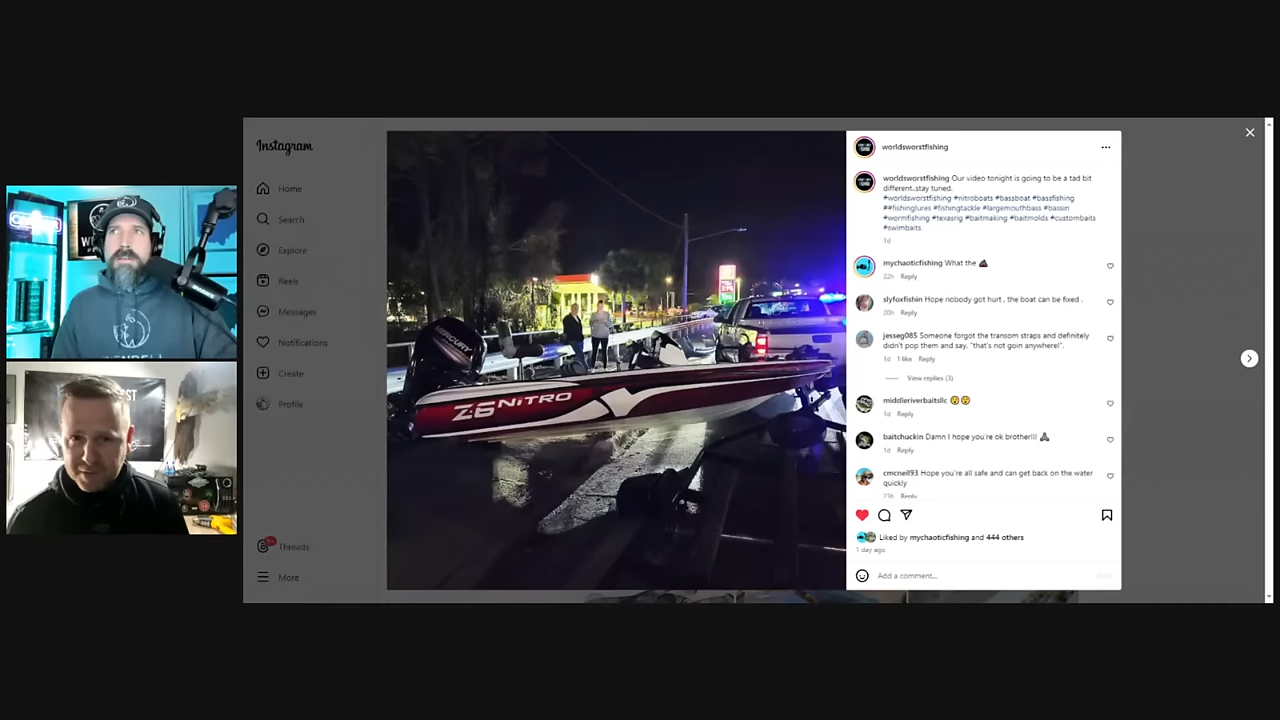 Instagram
Home
Search
Explore
Reels
Messages
Notifications
Create
Profile
Threads
More
MERCURY
Z-6 NITRO
worldsworstfishing
worldsworstfishing Our video tonight is going to be a tad bit
different..stay tuned.
#worldsworstfishing #nitroboats #bassboat #bassfishing
##fishinglures #fishingtackle #largemouthbass #bassin
#wormfishing #texasrig #baitmaking #baitmolds #custombaits
#swimbaits
1d
mychaoticfishing What the 💩
22h Reply
slyfoxfishin Hope nobody got hurt , the boat can be fixed .
20h Reply
jesseg085 Someone forgot the transom straps and definitely
didn't pop them and say, "that's not goin anywhere!".
1d 1 like Reply
View replies (3)
middleriverbaitsllc 😲😲
1d Reply
baitchuckin Damn I hope you're ok brother!!! 🙏
1d Reply
cmcneil93 Hope you're all safe and can get back on the water
quickly
Reply
Liked by mychaoticfishing and 444 others
1 day ago
Add a comment...